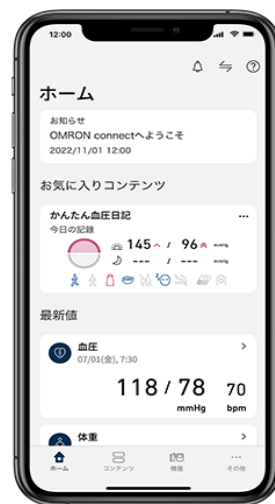 12:00
ホーム
お知らせ
OMRON connectへようこそ
2022/11/01 12:00
お気に入りコンテンツ
かんたん血圧日記
今日の記録
145 / 96 mmHg
--- / --- mmHg
最新値
血圧
07/01(金), 7:30
118 / 78 70
mmHg bpm
体重
ホーム コンテンツ 機器 その他